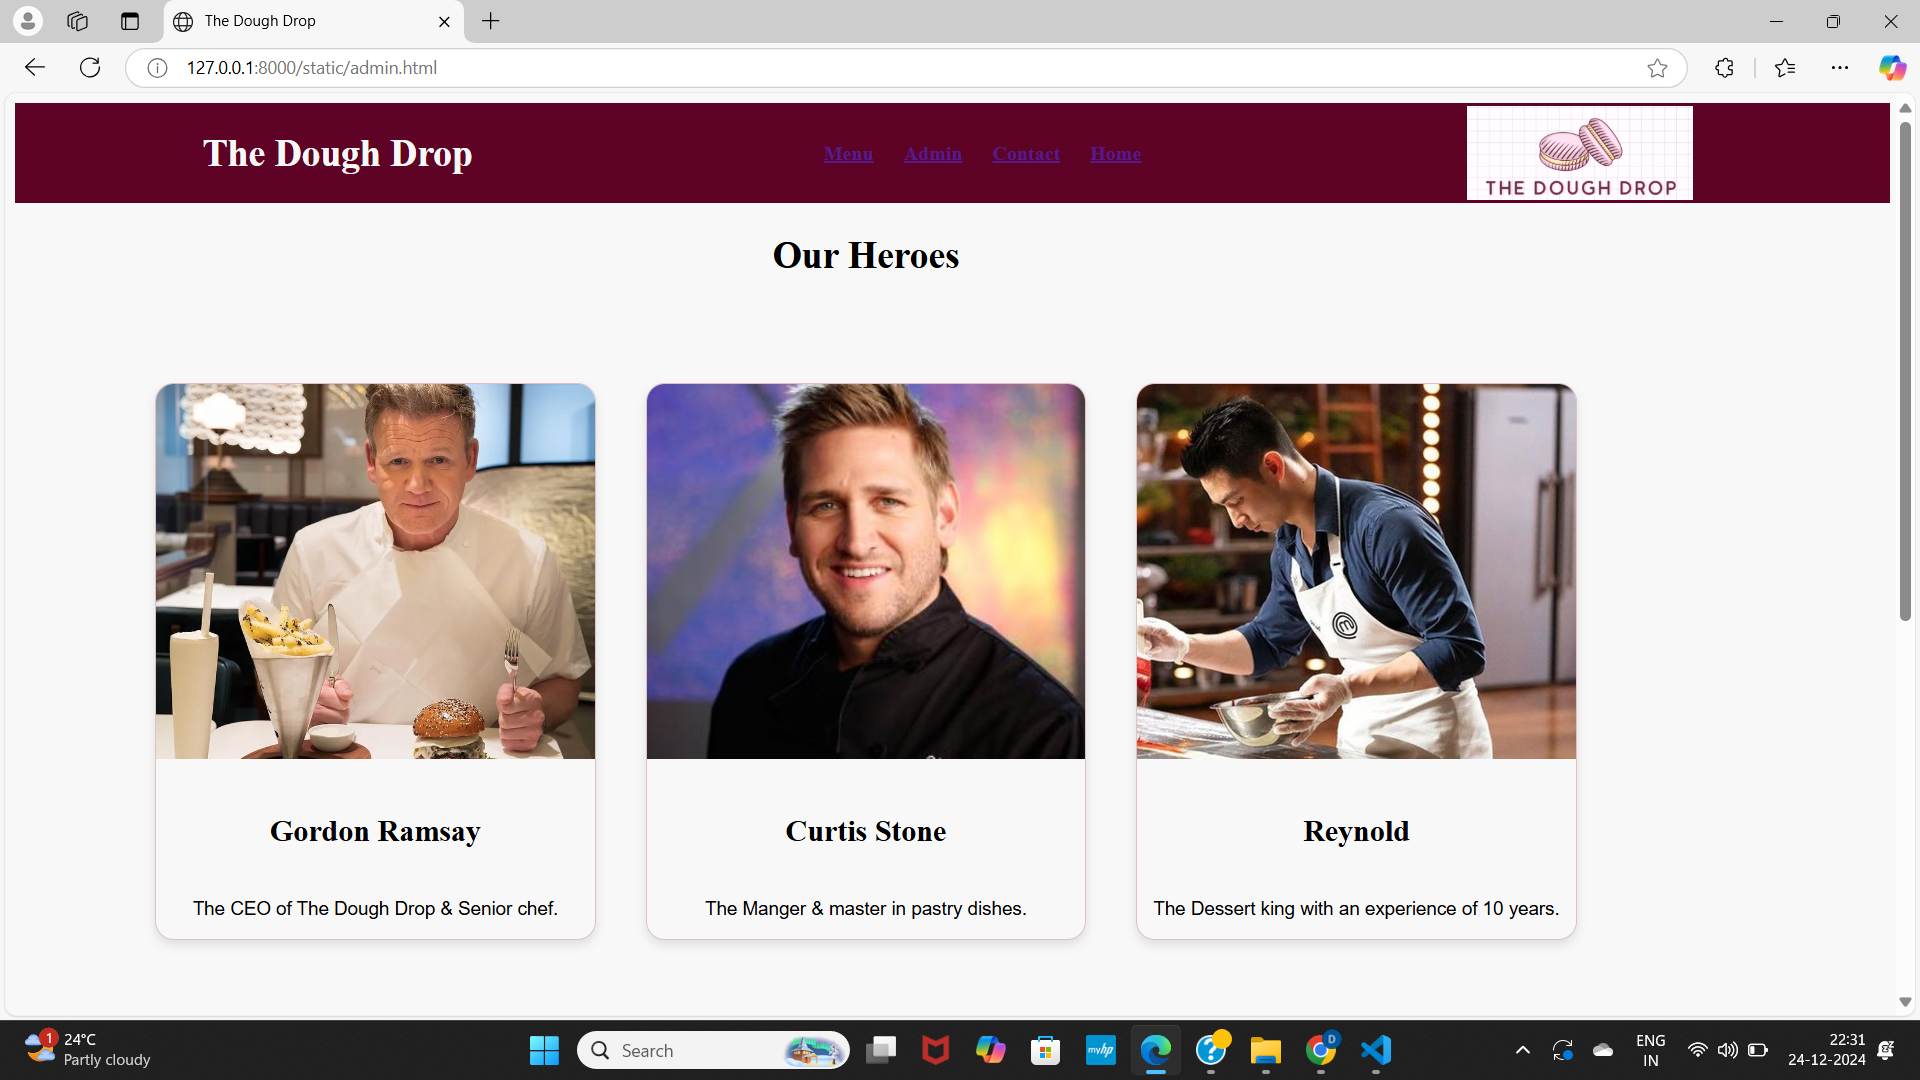 The Dough Drop
127.0.0.1:8000/static/admin.html
The Dough Drop
Menu Admin Contact Home
THE DOUGH DROP
Our Heroes
Gordon Ramsay
Curtis Stone
Reynold
The CEO of The Dough Drop & Senior chef.
The Manger & master in pastry dishes.
The Dessert king with an experience of 10 years.
1
24°C
Partly cloudy
Search
myhp
D
ENG
IN
22:31
24-12-2024